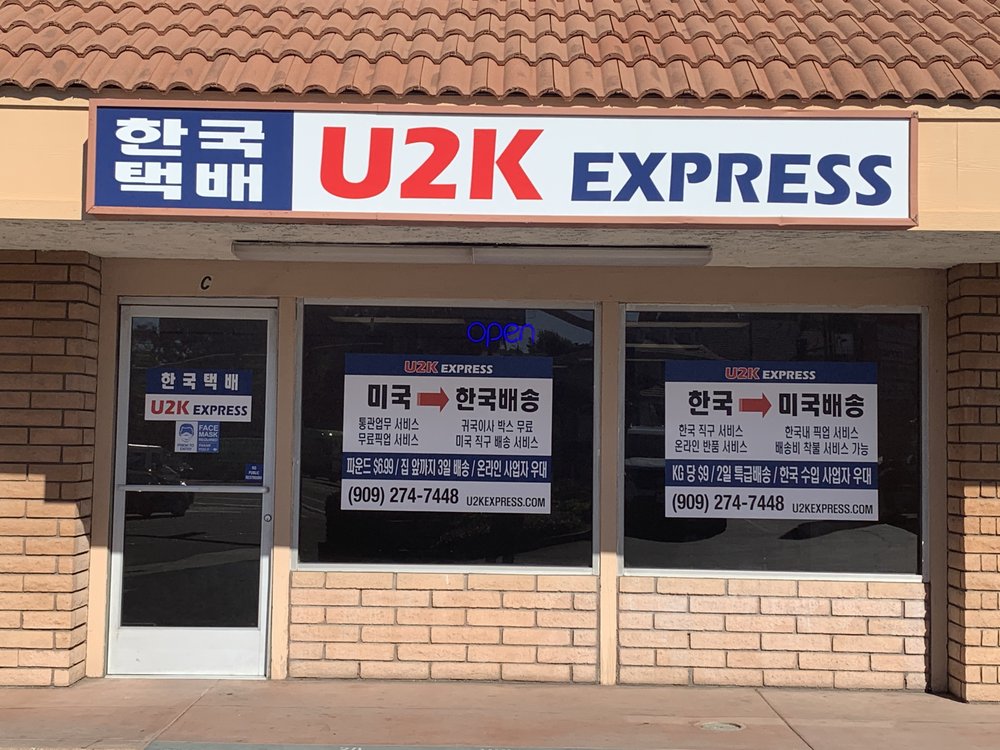 한국
택배
U2K EXPRESS
C
한국택배
U2K EXPRESS
FACE
MASK
REQUIRED
PRIOR TO
ENTRY
NO
PUBLIC
RESTROOM
open
U2K EXPRESS
미국 한국배송
통관업무 서비스 귀국이사 박스 무료
무료픽업 서비스 미국 직구 배송 서비스
파운드 $6.99 / 집 앞까지 3일 배송 / 온라인 사업자 우대
(909) 274-7448 U2KEXPRESS.COM
U2K EXPRESS
한국 미국배송
한국 직구 서비스 한국내 픽업 서비스
온라인 반품 서비스 배송비 착불 서비스 가능
KG 당 $9 / 2일 특급배송 / 한국 수입 사업자 우대
(909) 274-7448 U2KEXPRESS.COM